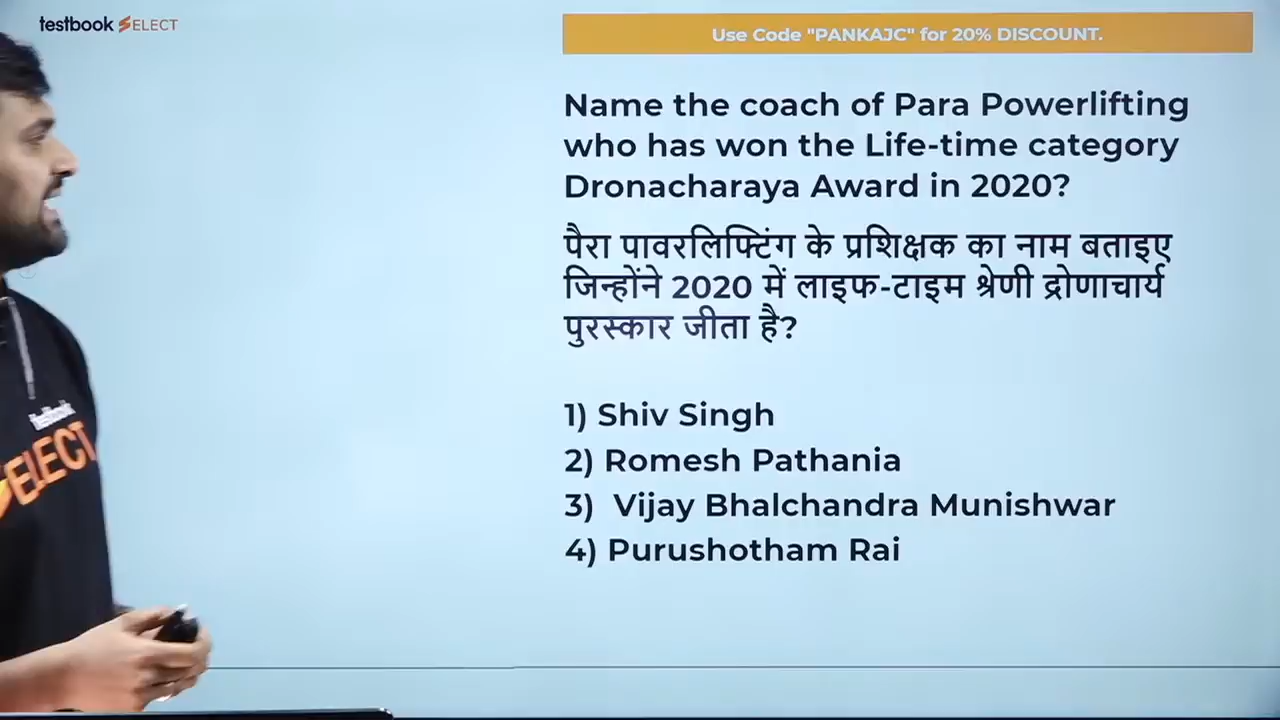 testbook SELECT
Use Code "PANKAJC" for 20% DISCOUNT.
Name the coach of Para Powerlifting
who has won the Life-time category
Dronacharaya Award in 2020?
पैरा पावरलिफ्टिंग के प्रशिक्षक का नाम बताइए
जिन्होंने 2020 में लाइफ-टाइम श्रेणी द्रोणाचार्य
पुरस्कार जीता है?
1) Shiv Singh
2) Romesh Pathania
3) Vijay Bhalchandra Munishwar
4) Purushotham Rai
testbook
SELECT